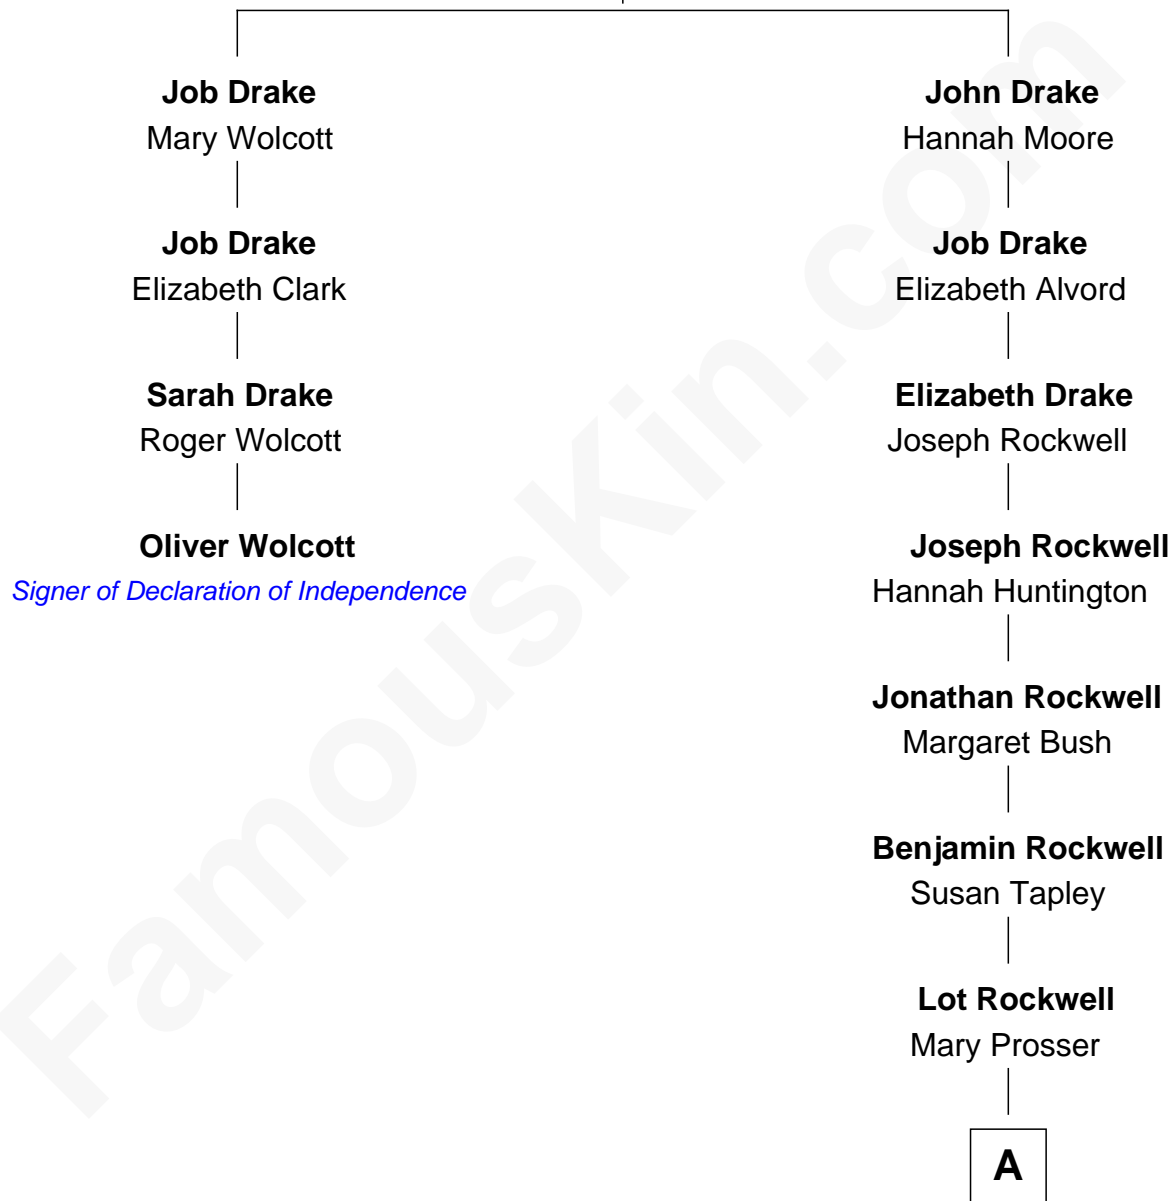 Job Drake
Mary Wolcott
Job Drake
Elizabeth Clark
Sarah Drake
Roger Wolcott
Oliver Wolcott
Signer of Declaration of Independence
John Drake
Hannah Moore
Job Drake
Elizabeth Alvord
Elizabeth Drake
Joseph Rockwell
Joseph Rockwell
Hannah Huntington
Jonathan Rockwell
Margaret Bush
Benjamin Rockwell
Susan Tapley
Lot Rockwell
Mary Prosser
A
FamousKin.com